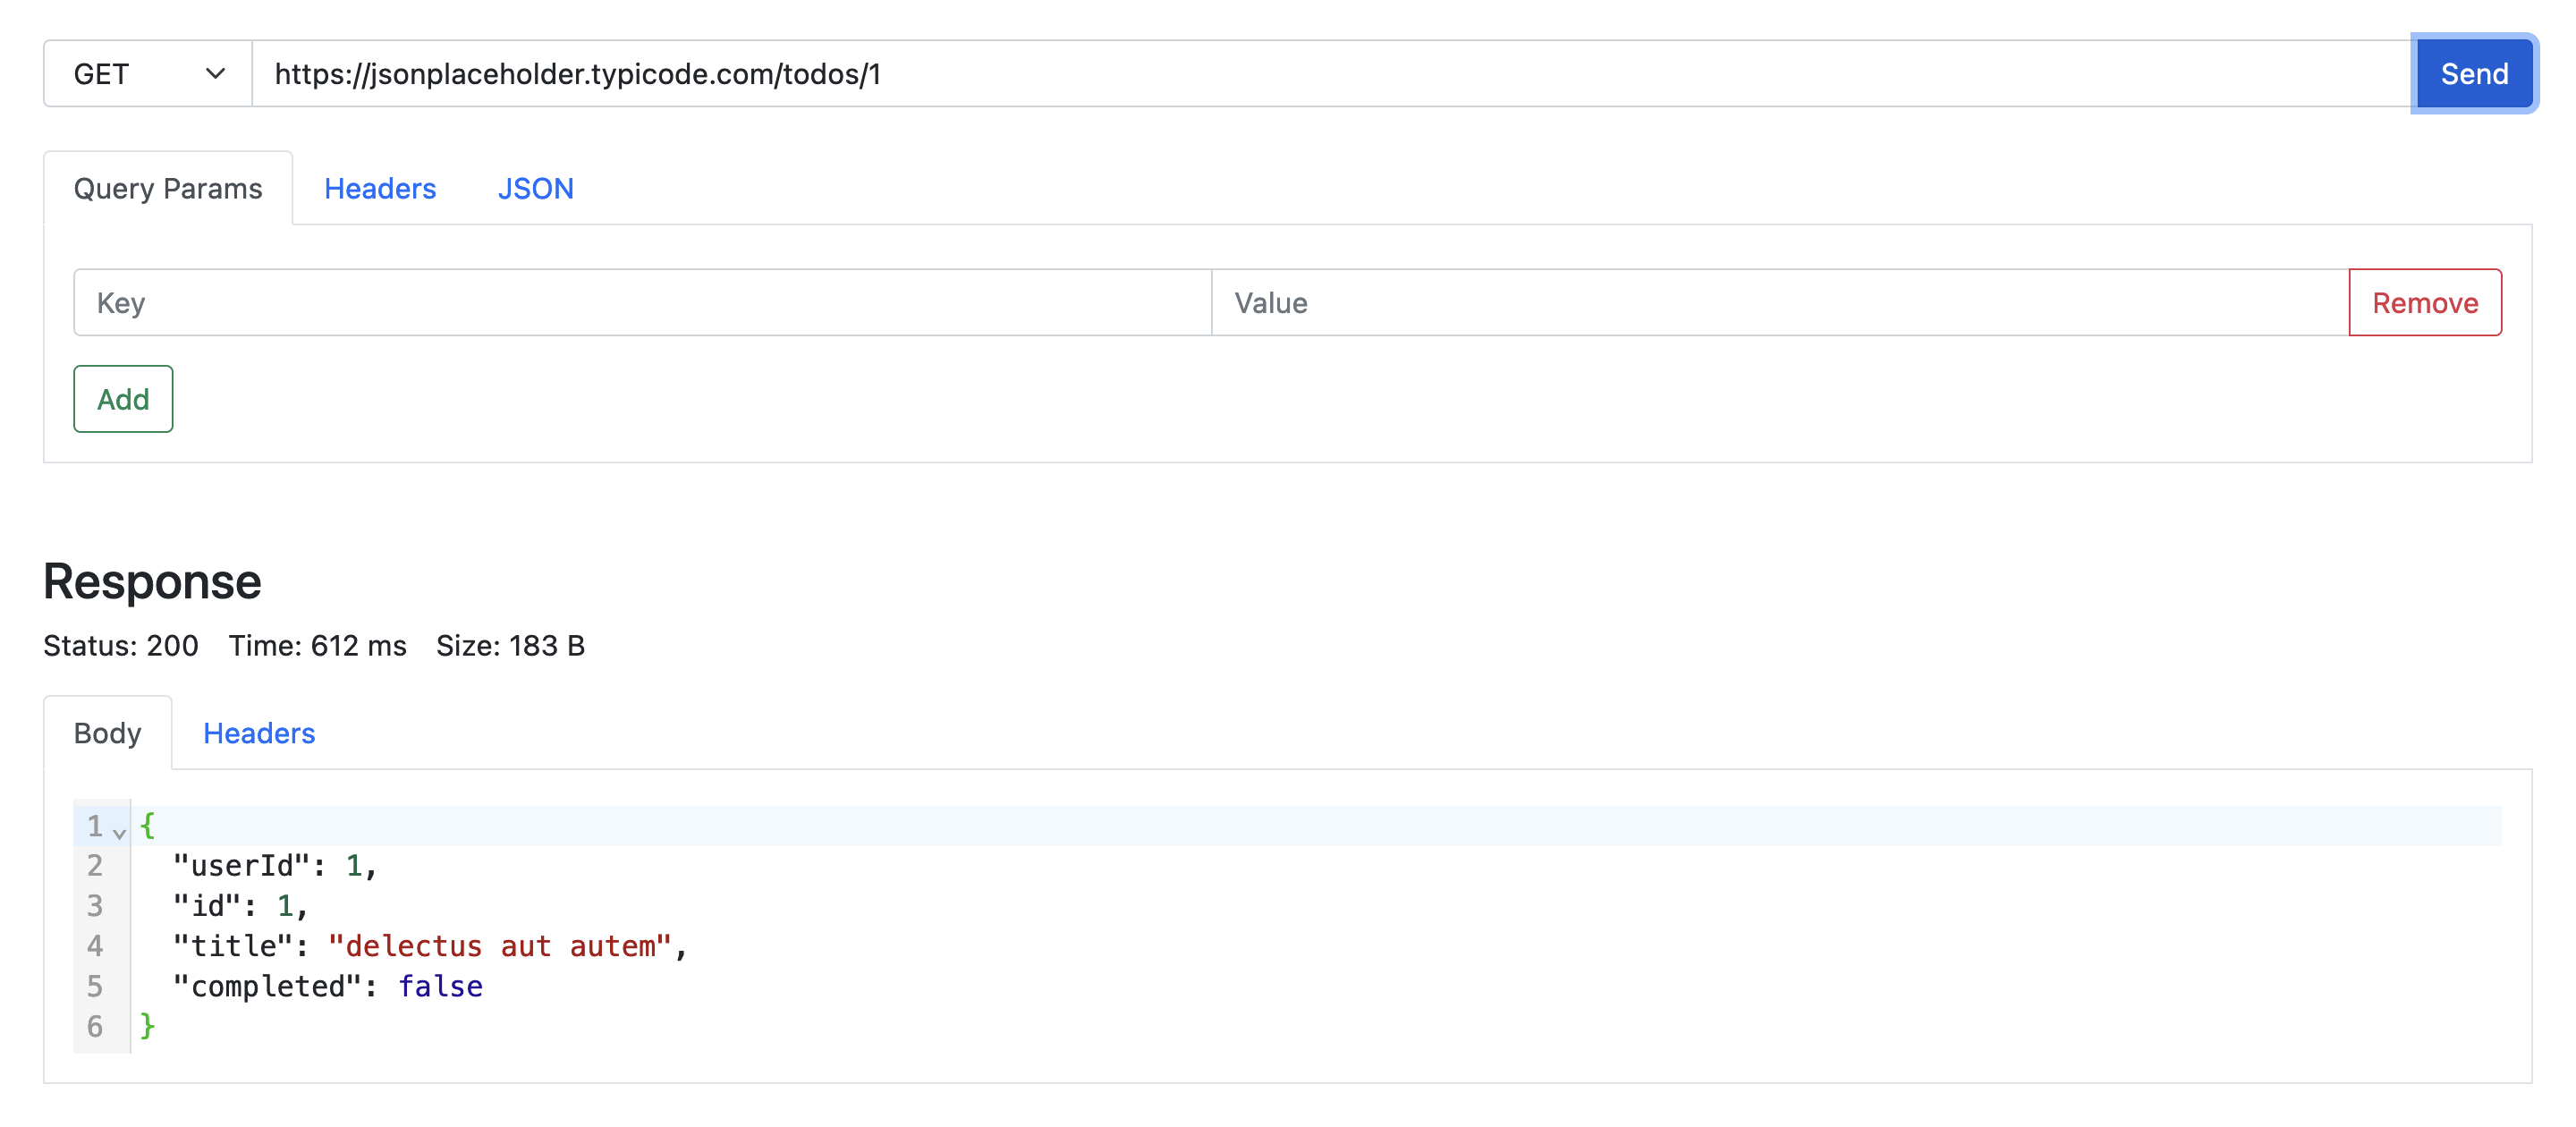 GET https://jsonplaceholder.typicode.com/todos/1 Send
Query Params Headers JSON
Key Value Remove
Add
Response
Status: 200 Time: 612 ms Size: 183 B
Body Headers
1 {
2 "userId": 1,
3 "id": 1,
4 "title": "delectus aut autem",
5 "completed": false
6 }